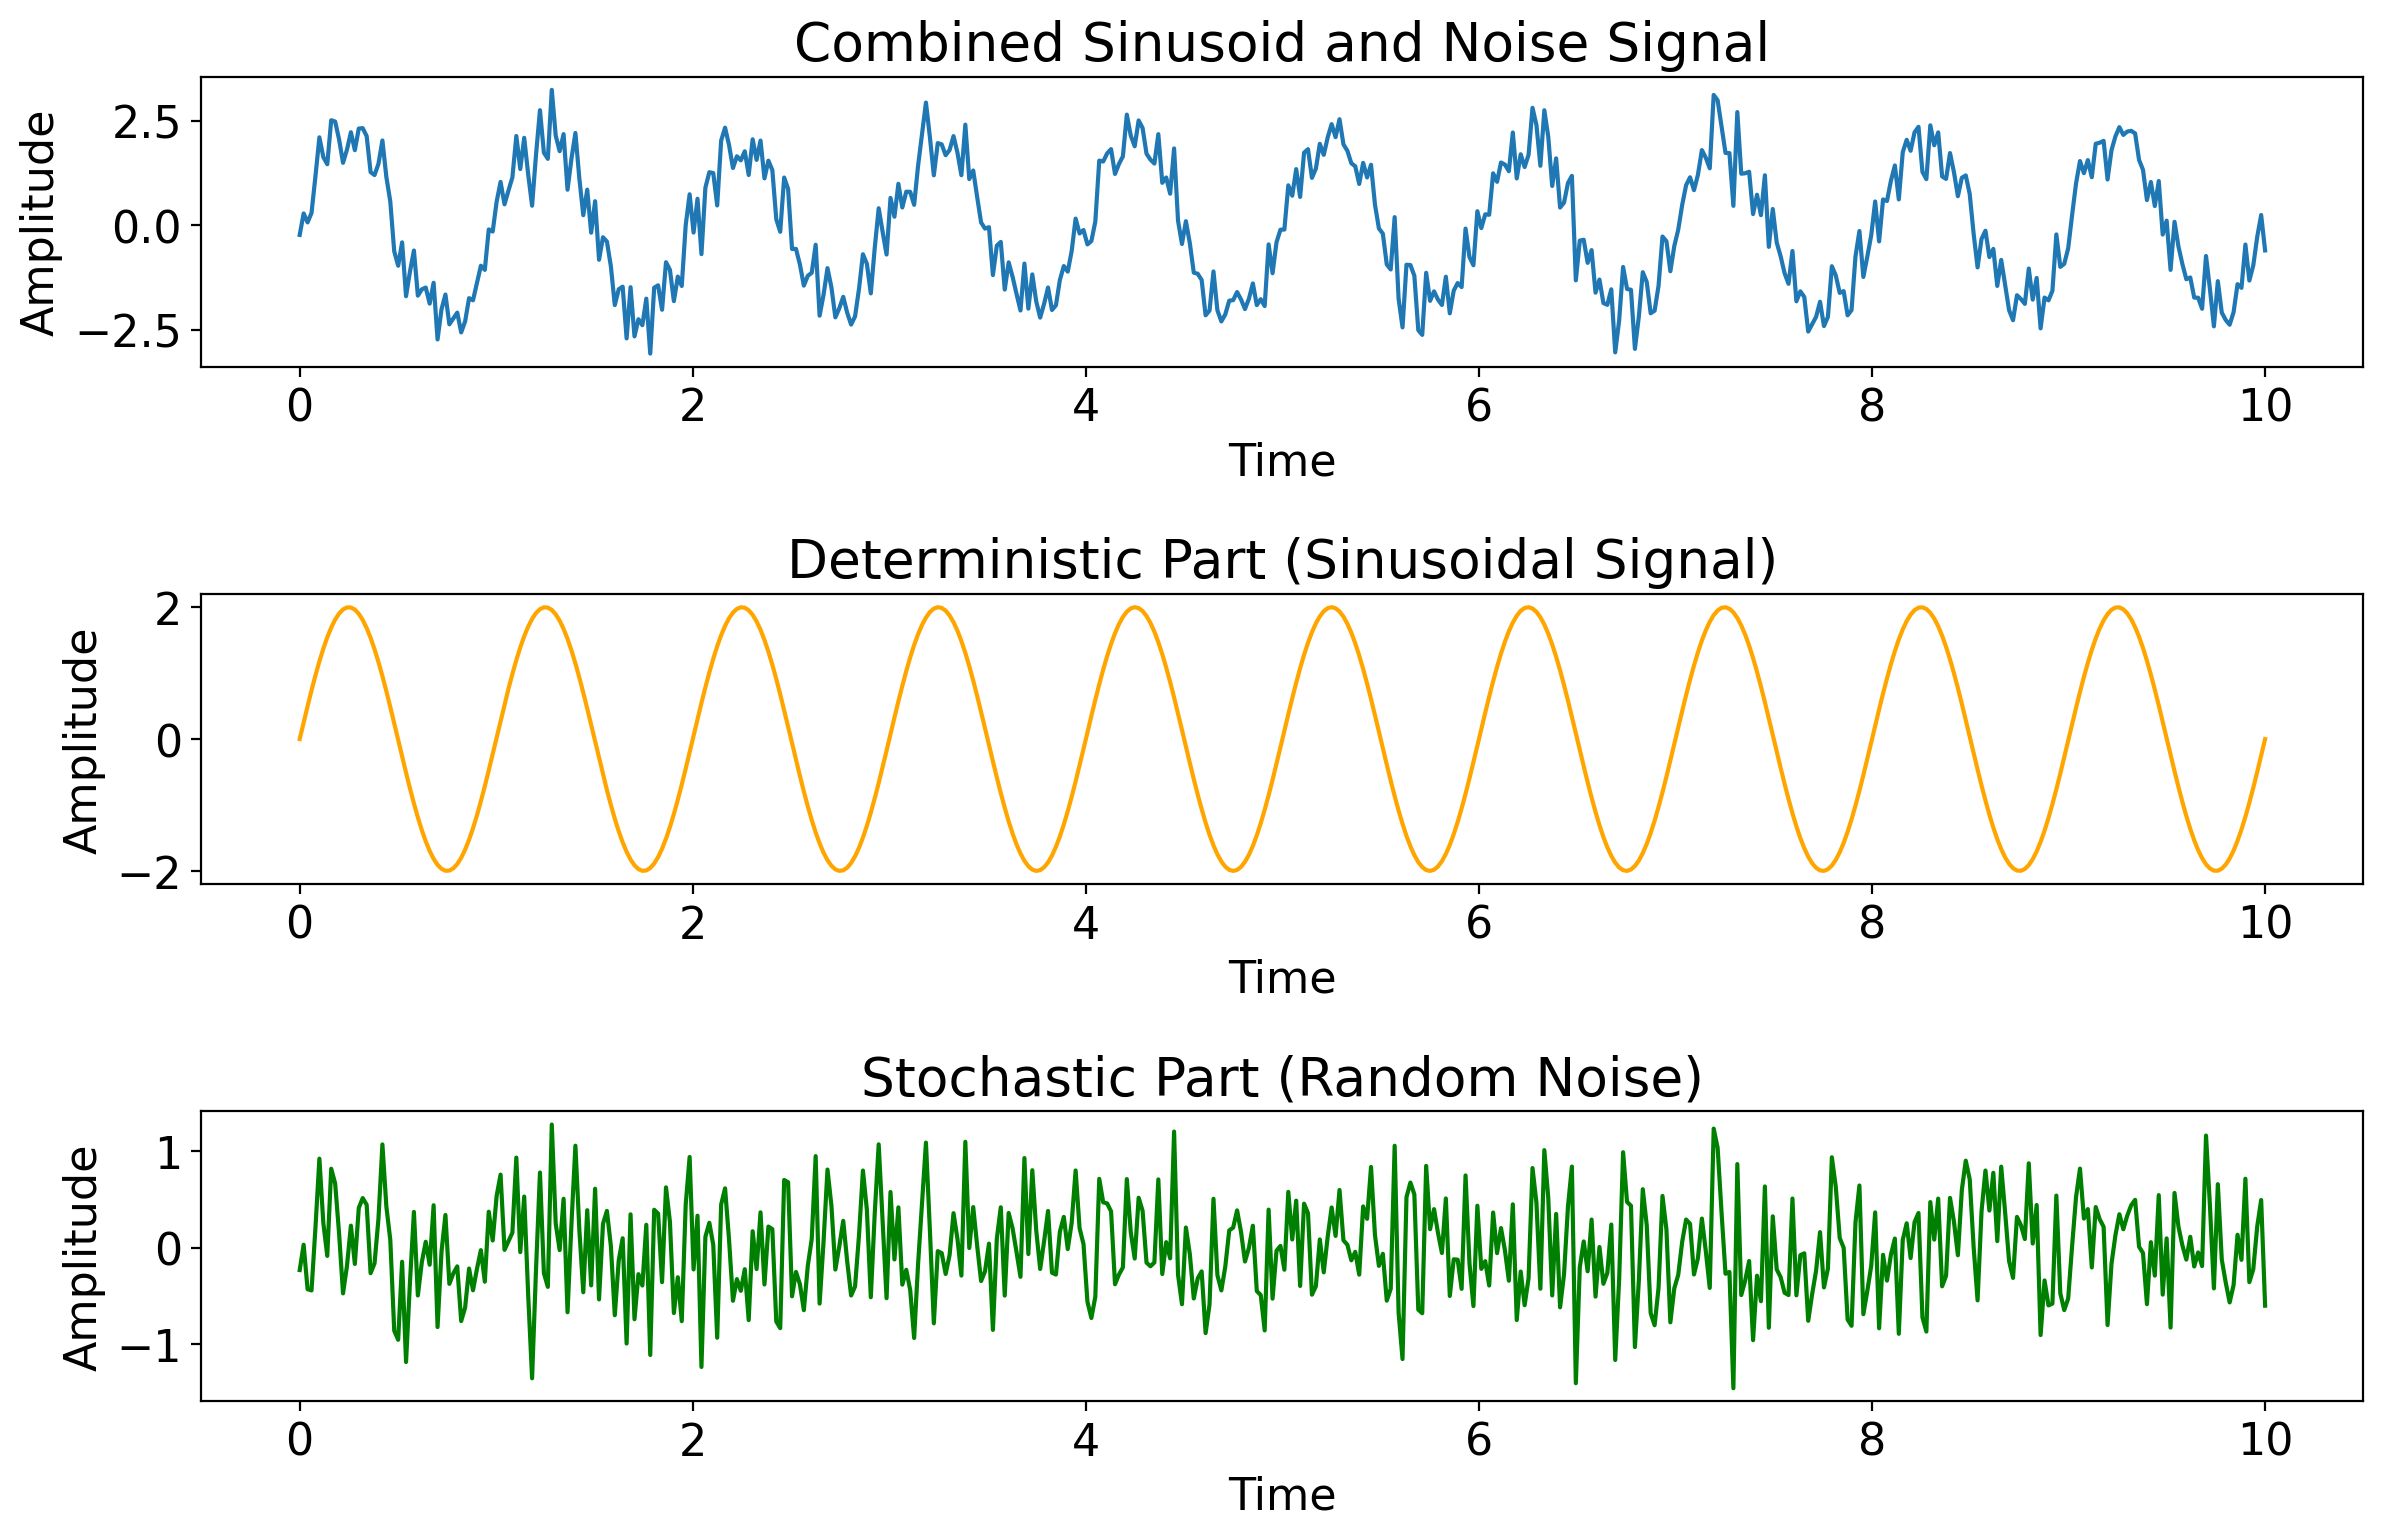 Combined Sinusoid and Noise Signal
Amplitude
2.5
0.0
−2.5
0 2 4 6 8 10
Time
Deterministic Part (Sinusoidal Signal)
Amplitude
2
0
−2
0 2 4 6 8 10
Time
Stochastic Part (Random Noise)
Amplitude
1
0
−1
0 2 4 6 8 10
Time